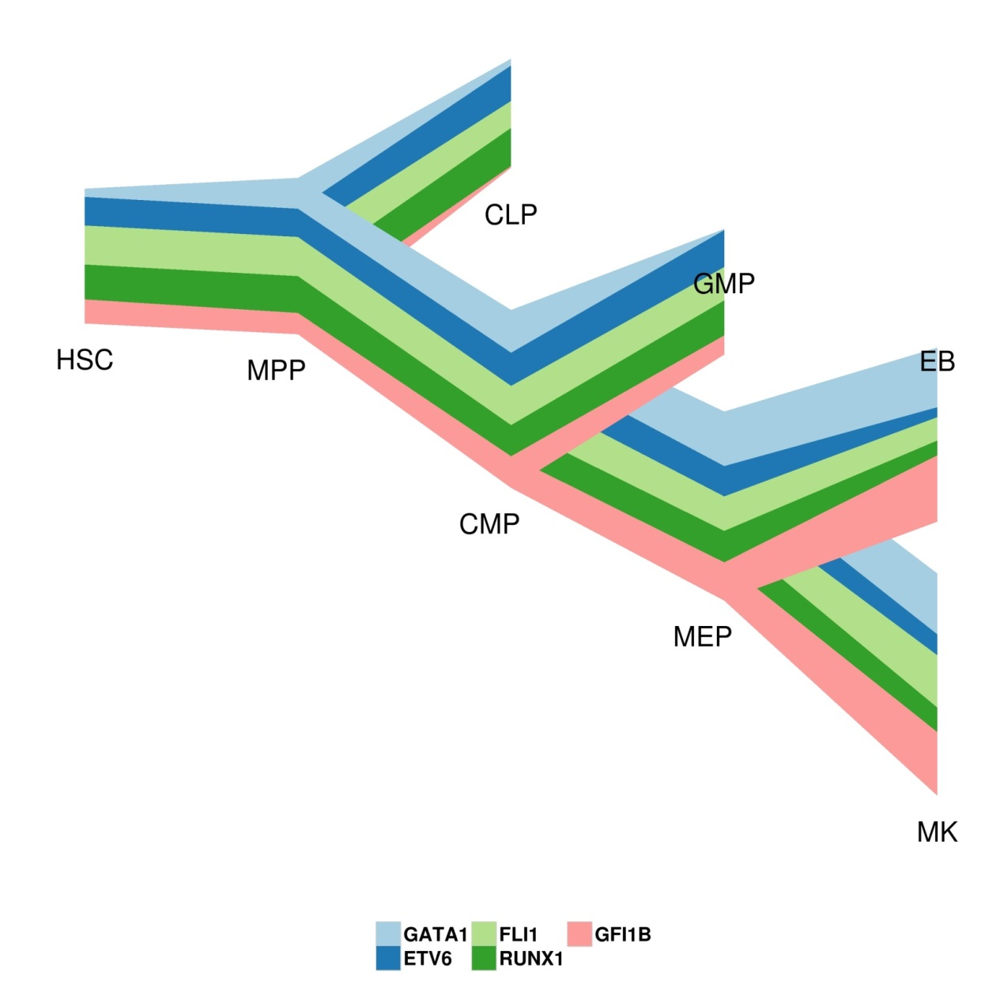 CLP
GMP
HSC
MPP
EB
CMP
MEP
MK
GATA1 FLI1 GFI1B
ETV6 RUNX1